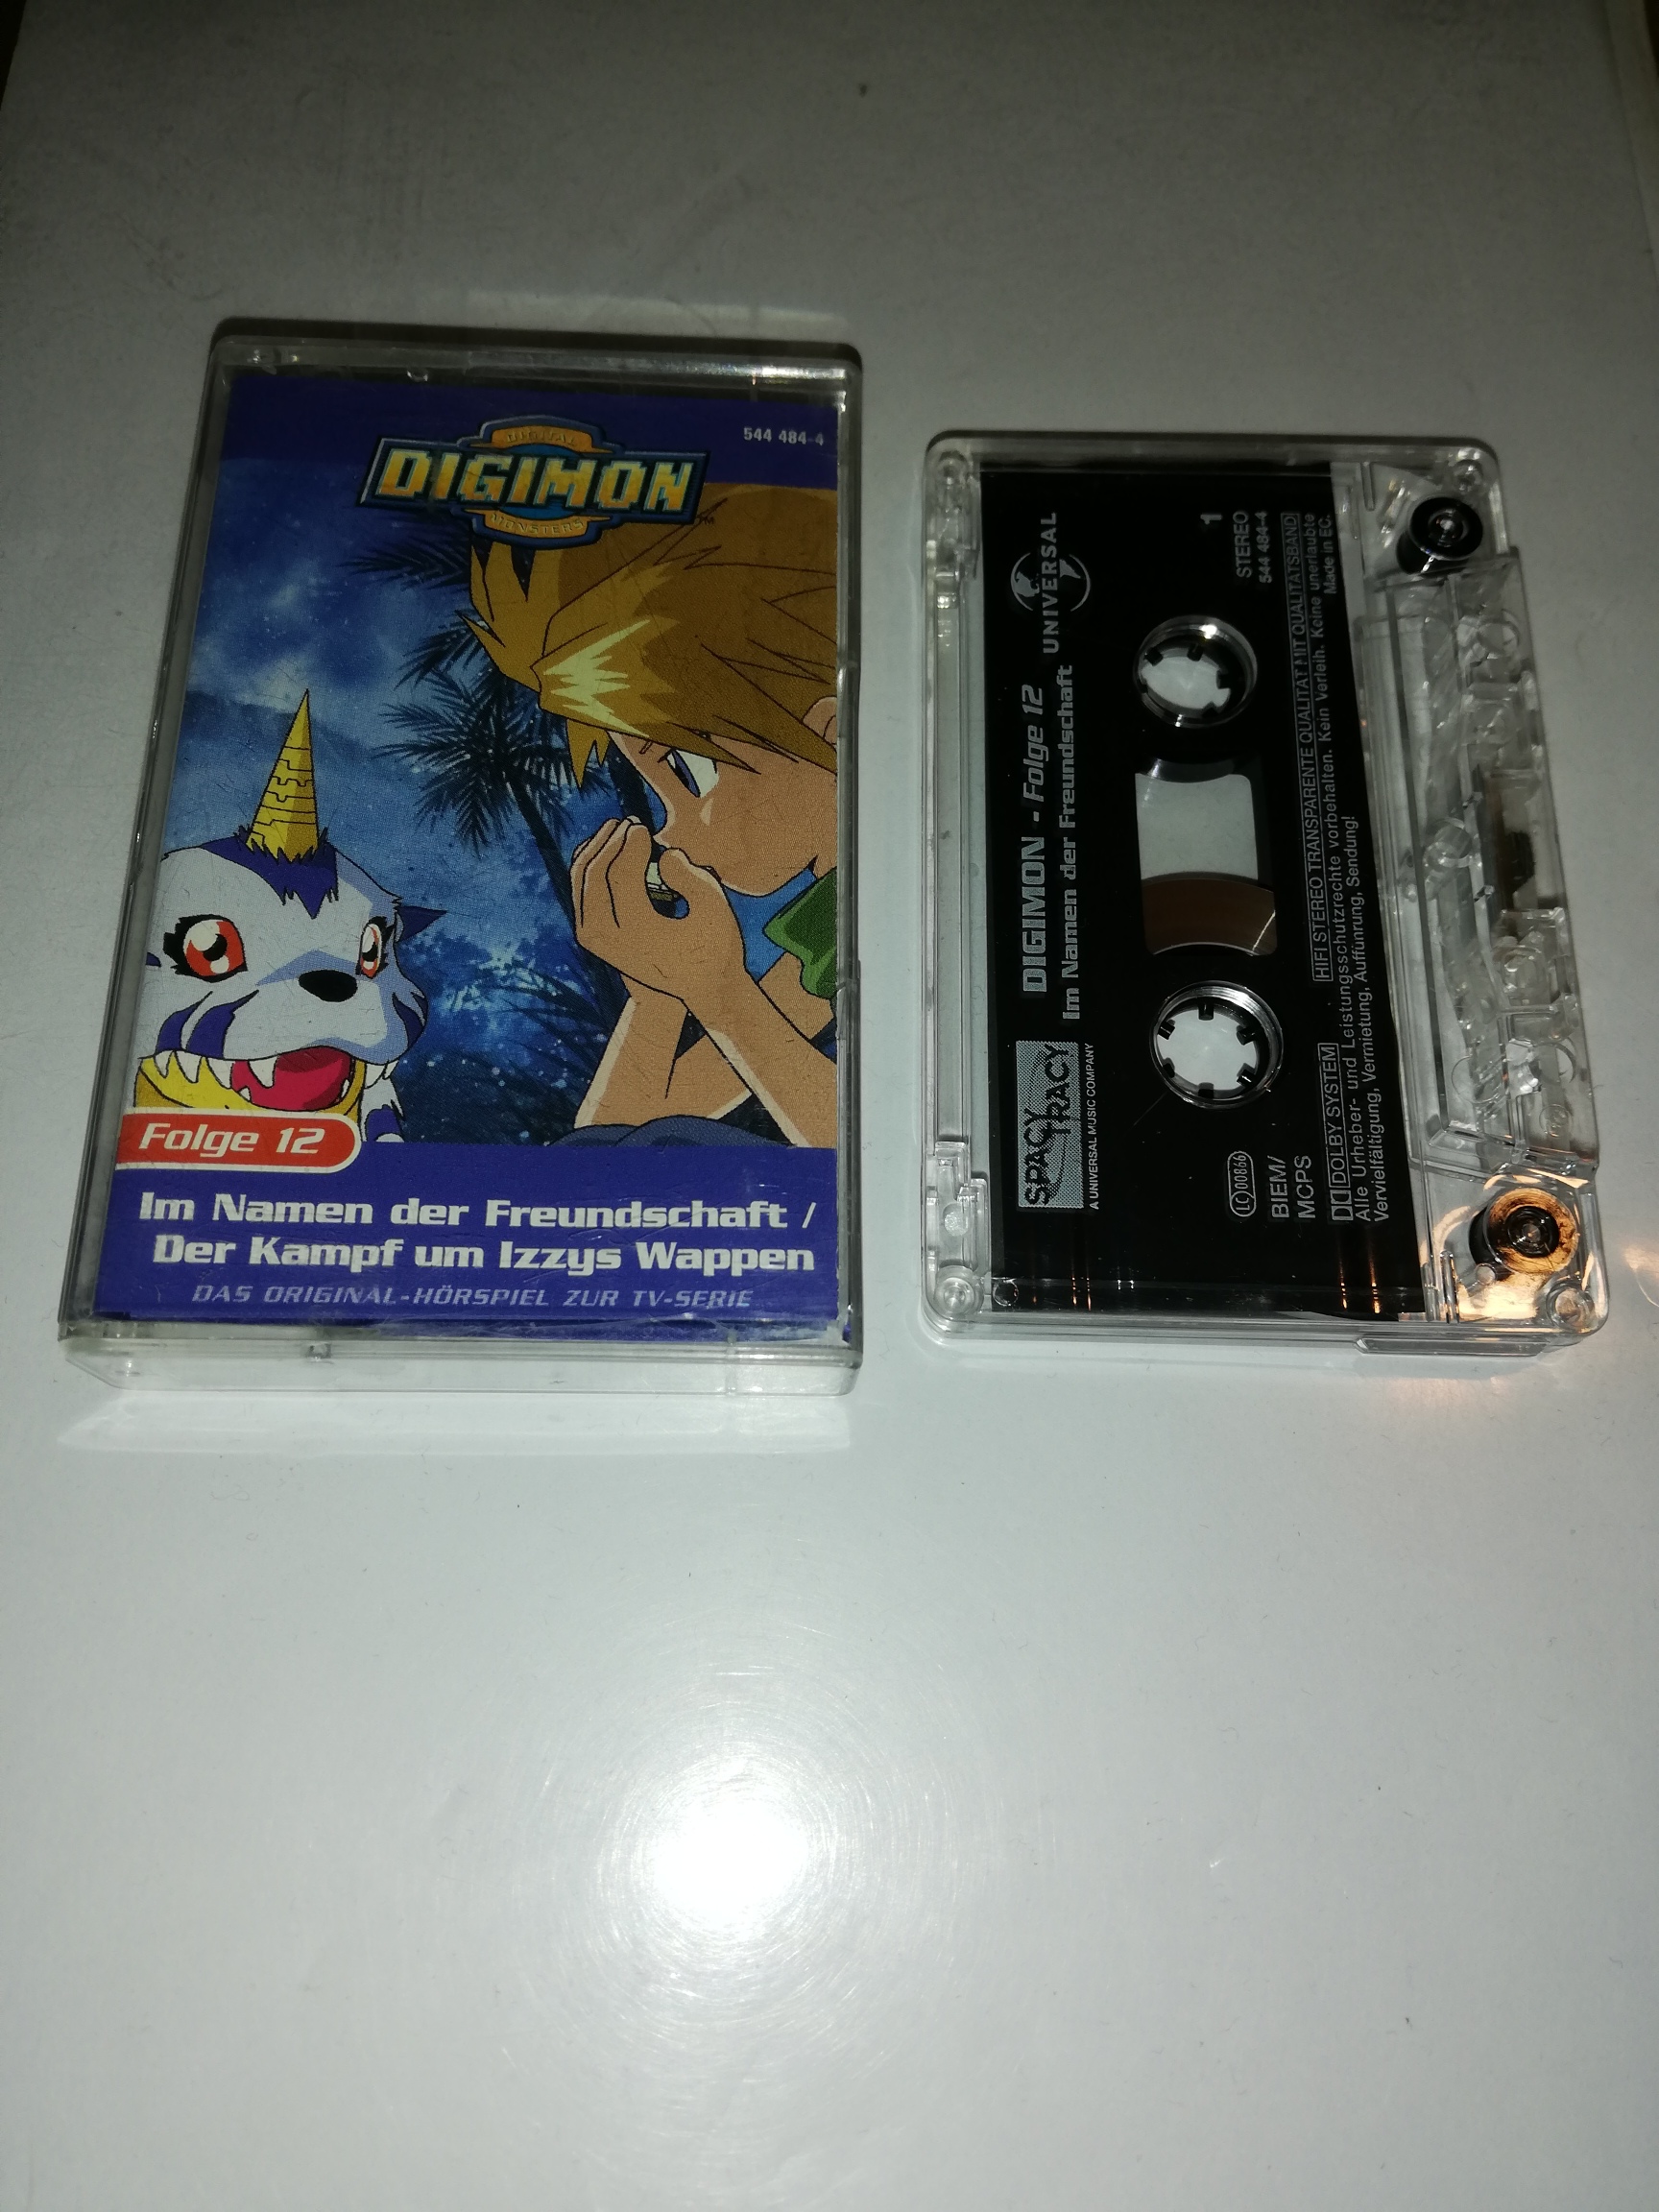 544 484-4
DIGITAL
DIGIMON
MONSTERS
TM
Folge 12
Im Namen der Freundschaft /
Der Kampf um Izzys Wappen
DAS ORIGINAL-HÖRSPIEL ZUR TV-SERIE
SPACY TRACY
A UNIVERSAL MUSIC COMPANY
DIGIMON - Folge 12
Im Namen der Freundschaft
UNIVERSAL
1
STEREO
544 484-4
LC 00866
BIEM/
MCPS
DOLBY SYSTEM HIFI STEREO TRANSPARENTE QUALITÄT MIT QUALITÄTSBAND
Alle Urheber- und Leistungsschutzrechte vorbehalten. Kein Verleih. Keine unerlaubte
Vervielfältigung, Vermietung, Aufführung, Sendung! Made in EC.